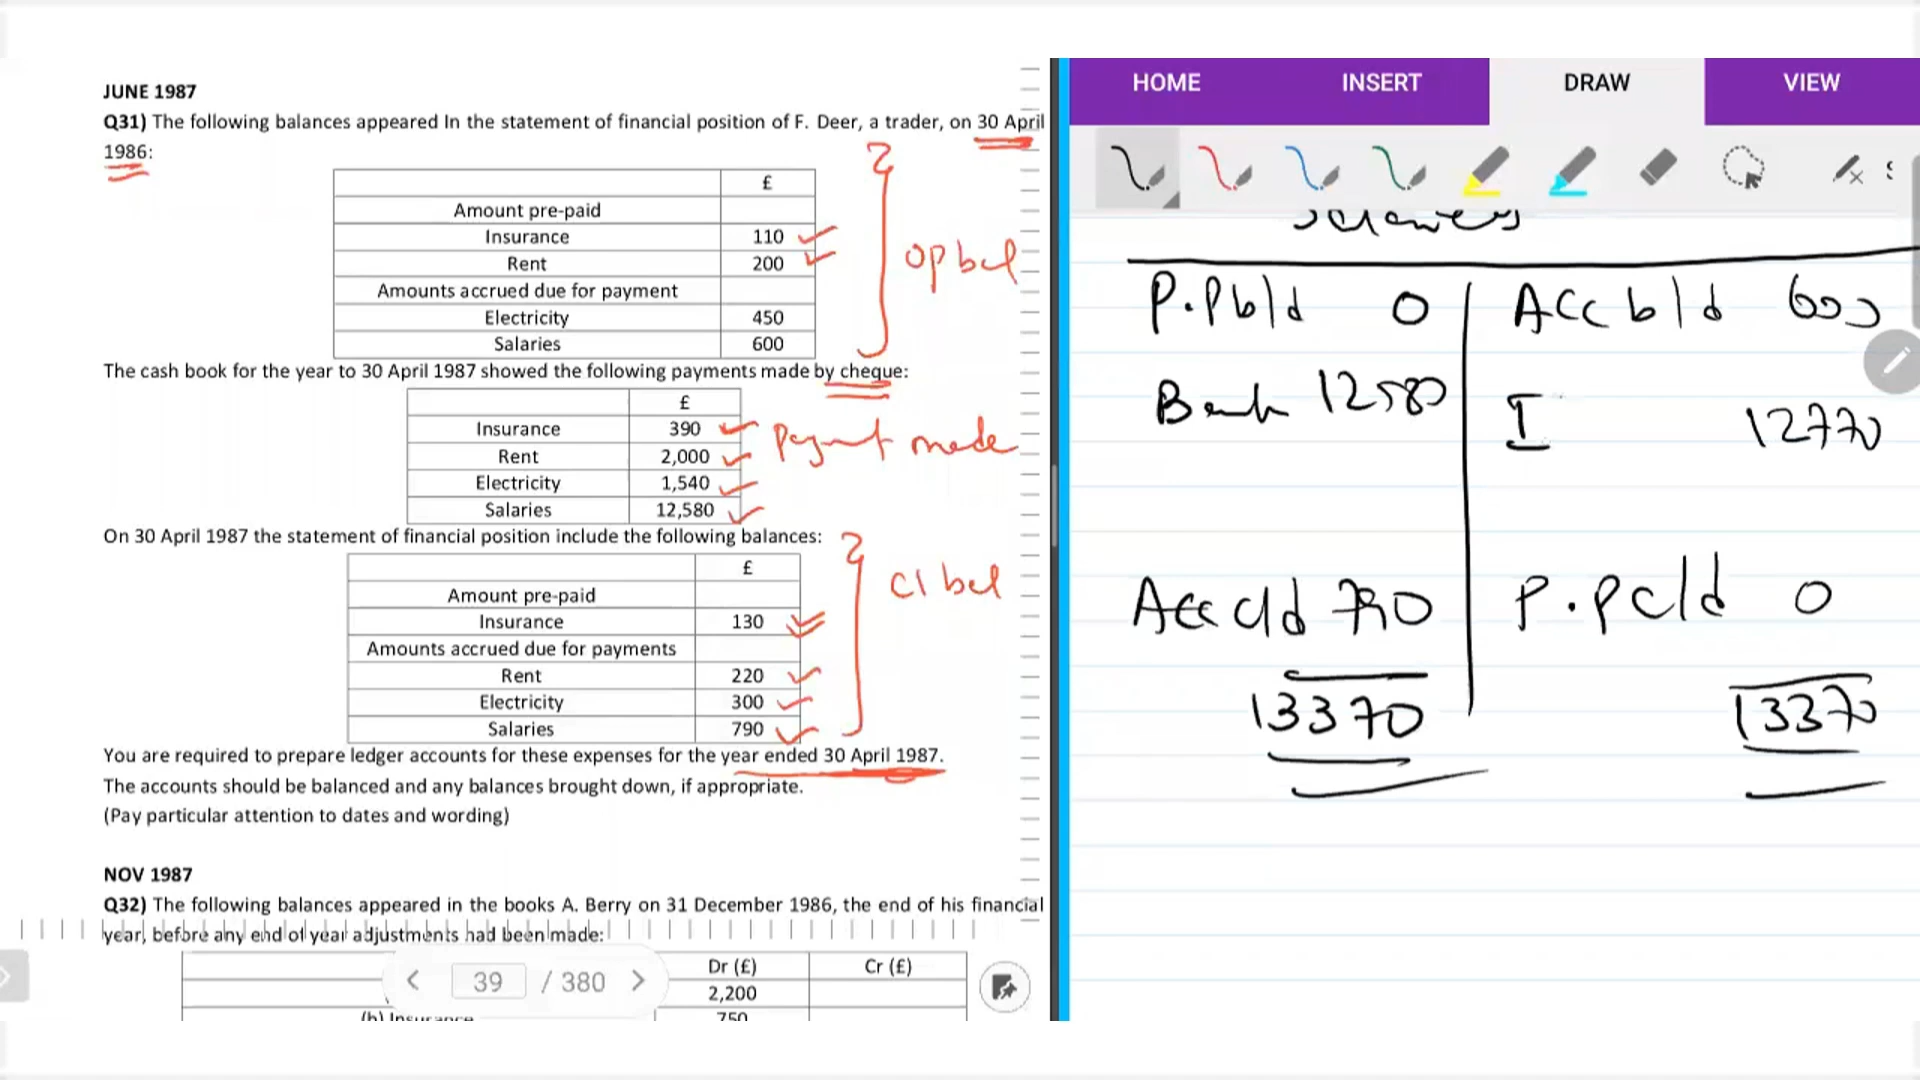 JUNE 1987
Q31) The following balances appeared In the statement of financial position of F. Deer, a trader, on 30 April
1986:
£
Amount pre-paid
Insurance 110
Rent 200
Amounts accrued due for payment
Electricity 450
Salaries 600
Op bal
The cash book for the year to 30 April 1987 showed the following payments made by cheque:
£
Insurance 390
Rent 2,000
Electricity 1,540
Salaries 12,580
Paymt made
On 30 April 1987 the statement of financial position include the following balances:
£
Amount pre-paid
Insurance 130
Amounts accrued due for payments
Rent 220
Electricity 300
Salaries 790
Cl bal
You are required to prepare ledger accounts for these expenses for the year ended 30 April 1987.
The accounts should be balanced and any balances brought down, if appropriate.
(Pay particular attention to dates and wording)
NOV 1987
Q32) The following balances appeared in the books A. Berry on 31 December 1986, the end of his financial
year, before any end of year adjustments had been made:
Dr (£) Cr (£)
2,200
(b) Insurance 750
39 / 380
HOME INSERT DRAW VIEW
Salaries
P.P b/d 0 Acc b/d 600
Bank 12580 I 12770
Acc c/d 790 P.P c/d 0
13370 13370